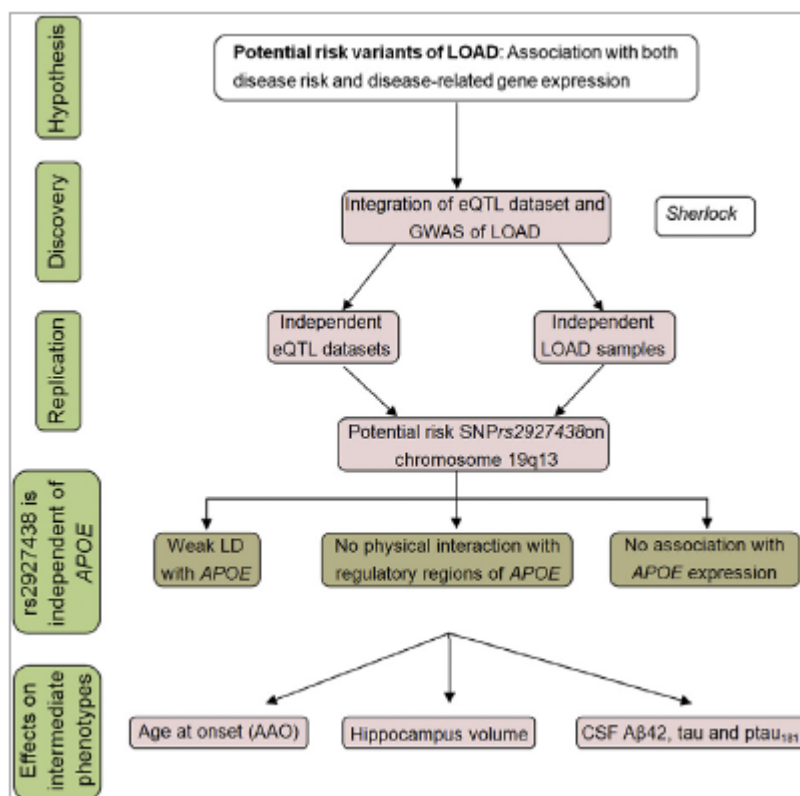 Hypothesis
Potential risk variants of LOAD: Association with both
disease risk and disease-related gene expression
Discovery
Integration of eQTL dataset and
GWAS of LOAD
Sherlock
Replication
Independent
eQTL datasets
Independent
LOAD samples
Potential risk SNPrs2927438on
chromosome 19q13
rs2927438 is
independent of
APOE
Weak LD
with APOE
No physical interaction with
regulatory regions of APOE
No association with
APOE expression
Effects on
intermediate
phenotypes
Age at onset (AAO)
Hippocampus volume
CSF Aβ42, tau and ptau₁₈₁